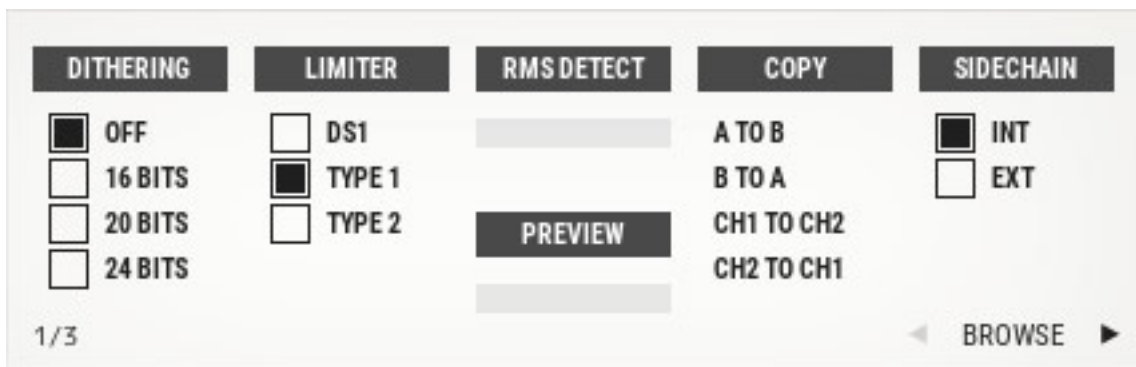 DITHERING
OFF
16 BITS
20 BITS
24 BITS
LIMITER
DS1
TYPE 1
TYPE 2
RMS DETECT
PREVIEW
COPY
A TO B
B TO A
CH1 TO CH2
CH2 TO CH1
SIDECHAIN
INT
EXT
1/3
BROWSE